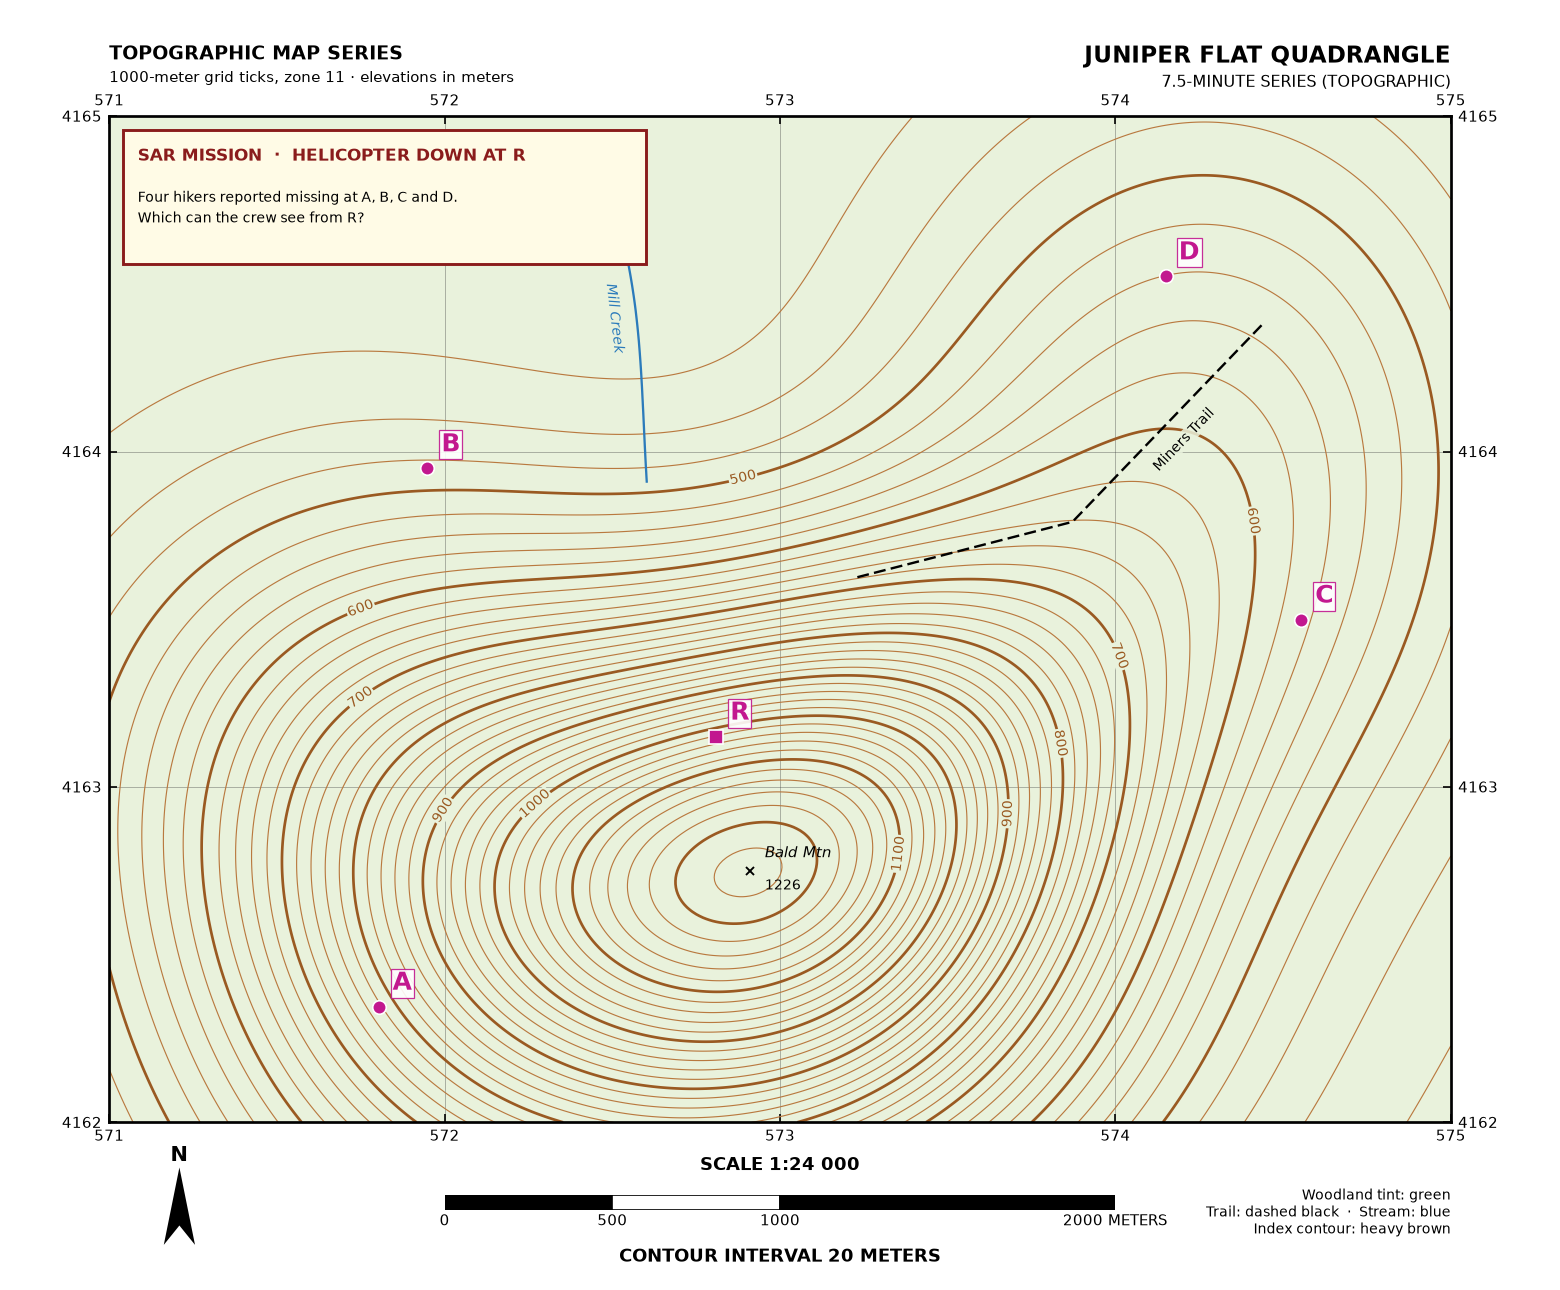 TOPOGRAPHIC MAP SERIES
1000-meter grid ticks, zone 11 · elevations in meters
JUNIPER FLAT QUADRANGLE
7.5-MINUTE SERIES (TOPOGRAPHIC)
571 572 573 574 575
4165 4165
SAR MISSION · HELICOPTER DOWN AT R
Four hikers reported missing at A, B, C and D.
Which can the crew see from R?
D
Mill Creek
B
Miners Trail
4164 4164
500
600
C
600
700
700
R
800
4163 4163
900
1000
900
1100
Bald Mtn
1226
A
4162 4162
571 572 573 574 575
N
SCALE 1:24 000
0 500 1000 2000 METERS
CONTOUR INTERVAL 20 METERS
Woodland tint: green
Trail: dashed black · Stream: blue
Index contour: heavy brown